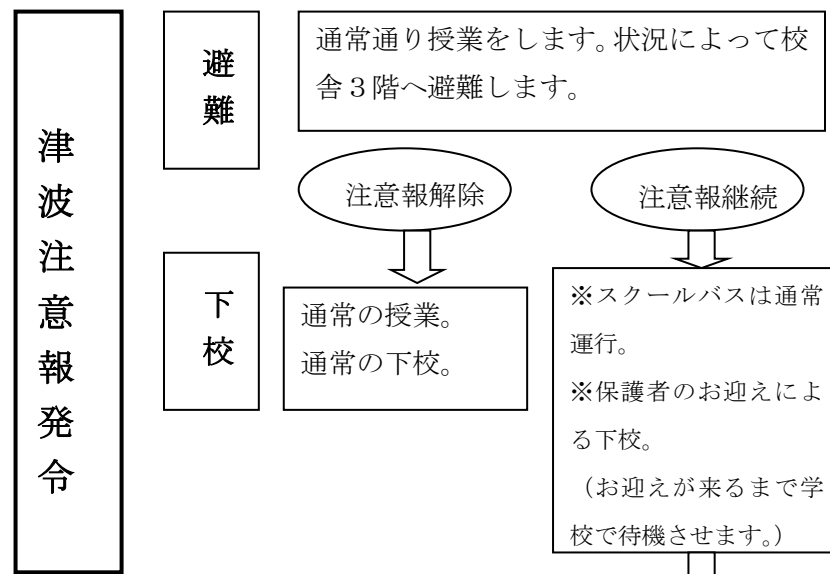 津波注意報発令
避難
通常通り授業をします。状況によって校
舎３階へ避難します。
注意報解除
注意報継続
下校
通常の授業。
通常の下校。
※スクールバスは通常
運行。
※保護者のお迎えによ
る下校。
（お迎えが来るまで学
校で待機させます。）